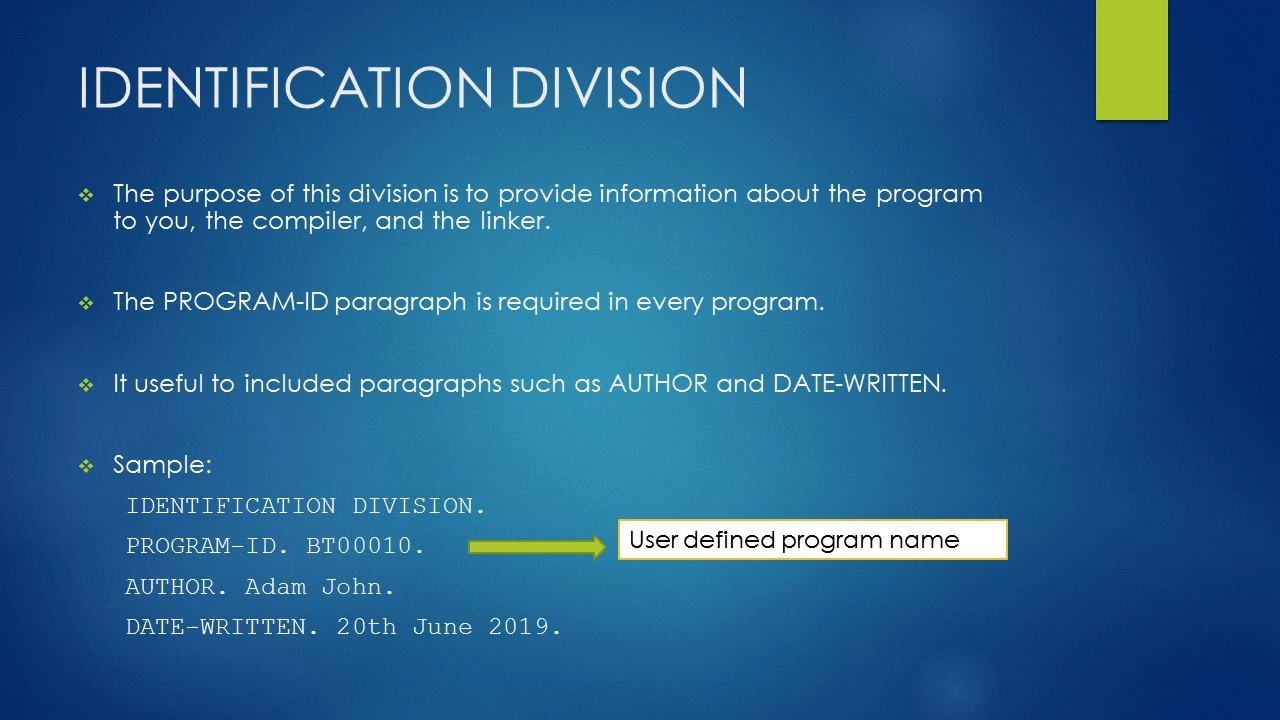 IDENTIFICATION DIVISION
The purpose of this division is to provide information about the program
to you, the compiler, and the linker.
The PROGRAM-ID paragraph is required in every program.
It useful to included paragraphs such as AUTHOR and DATE-WRITTEN.
Sample:
IDENTIFICATION DIVISION.
PROGRAM-ID. BT00010.
User defined program name
AUTHOR. Adam John.
DATE-WRITTEN. 20th June 2019.